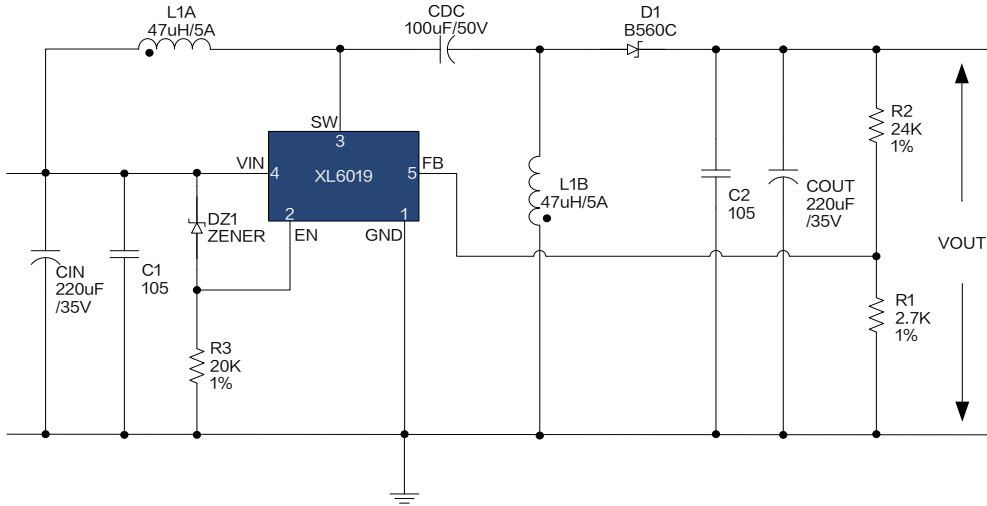 L1A
47uH/5A
CDC
100uF/50V
D1
B560C
SW
3
VIN
4
XL6019
5
FB
2
1
EN
GND
R2
24K
1%
L1B
47uH/5A
C2
105
COUT
220uF
/35V
VOUT
DZ1
ZENER
CIN
220uF
/35V
C1
105
R3
20K
1%
R1
2.7K
1%